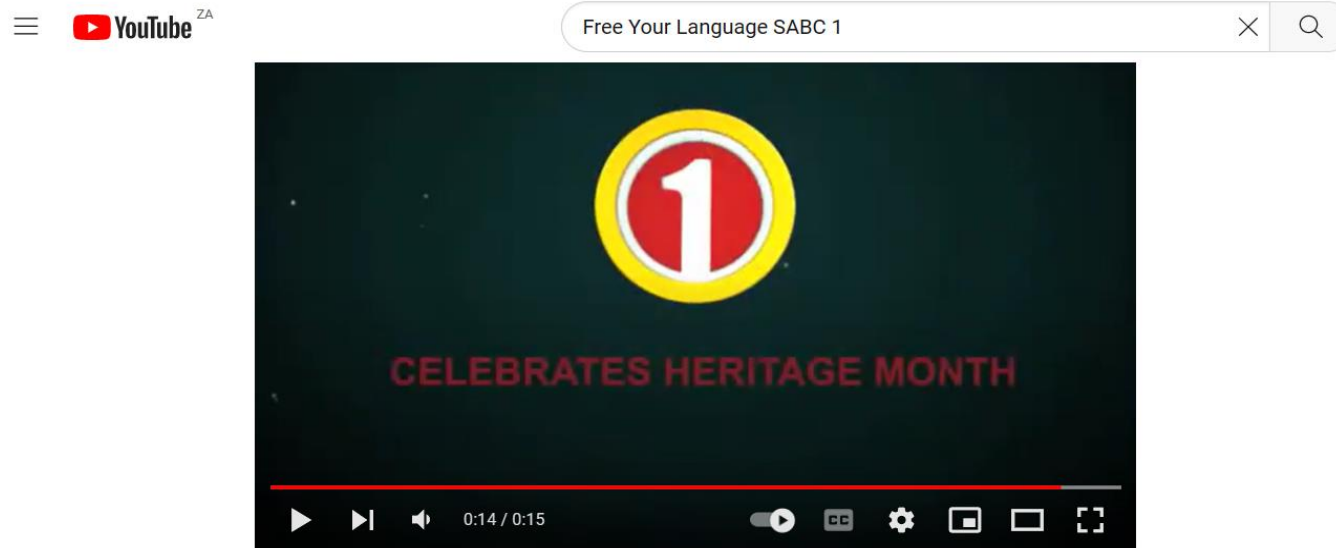 YouTube ZA
Free Your Language SABC 1
1
CELEBRATES HERITAGE MONTH
0:14 / 0:15
CC